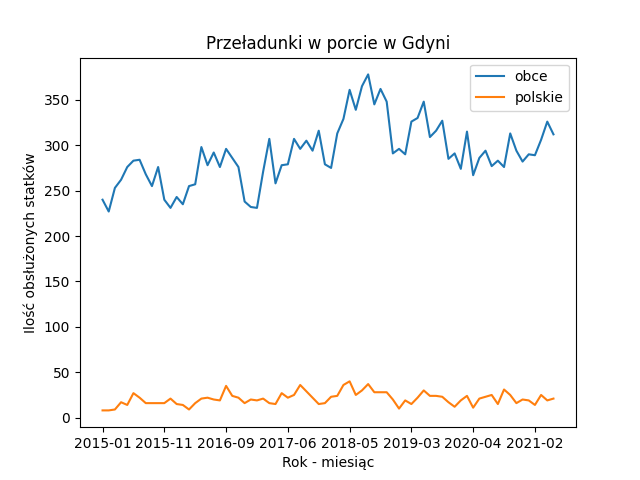 Przeładunki w porcie w Gdyni
obce
polskie
Ilość obsłużonych statków
350
300
250
200
150
100
50
0
2015-01 2015-11 2016-09 2017-06 2018-05 2019-03 2020-04 2021-02
Rok - miesiąc